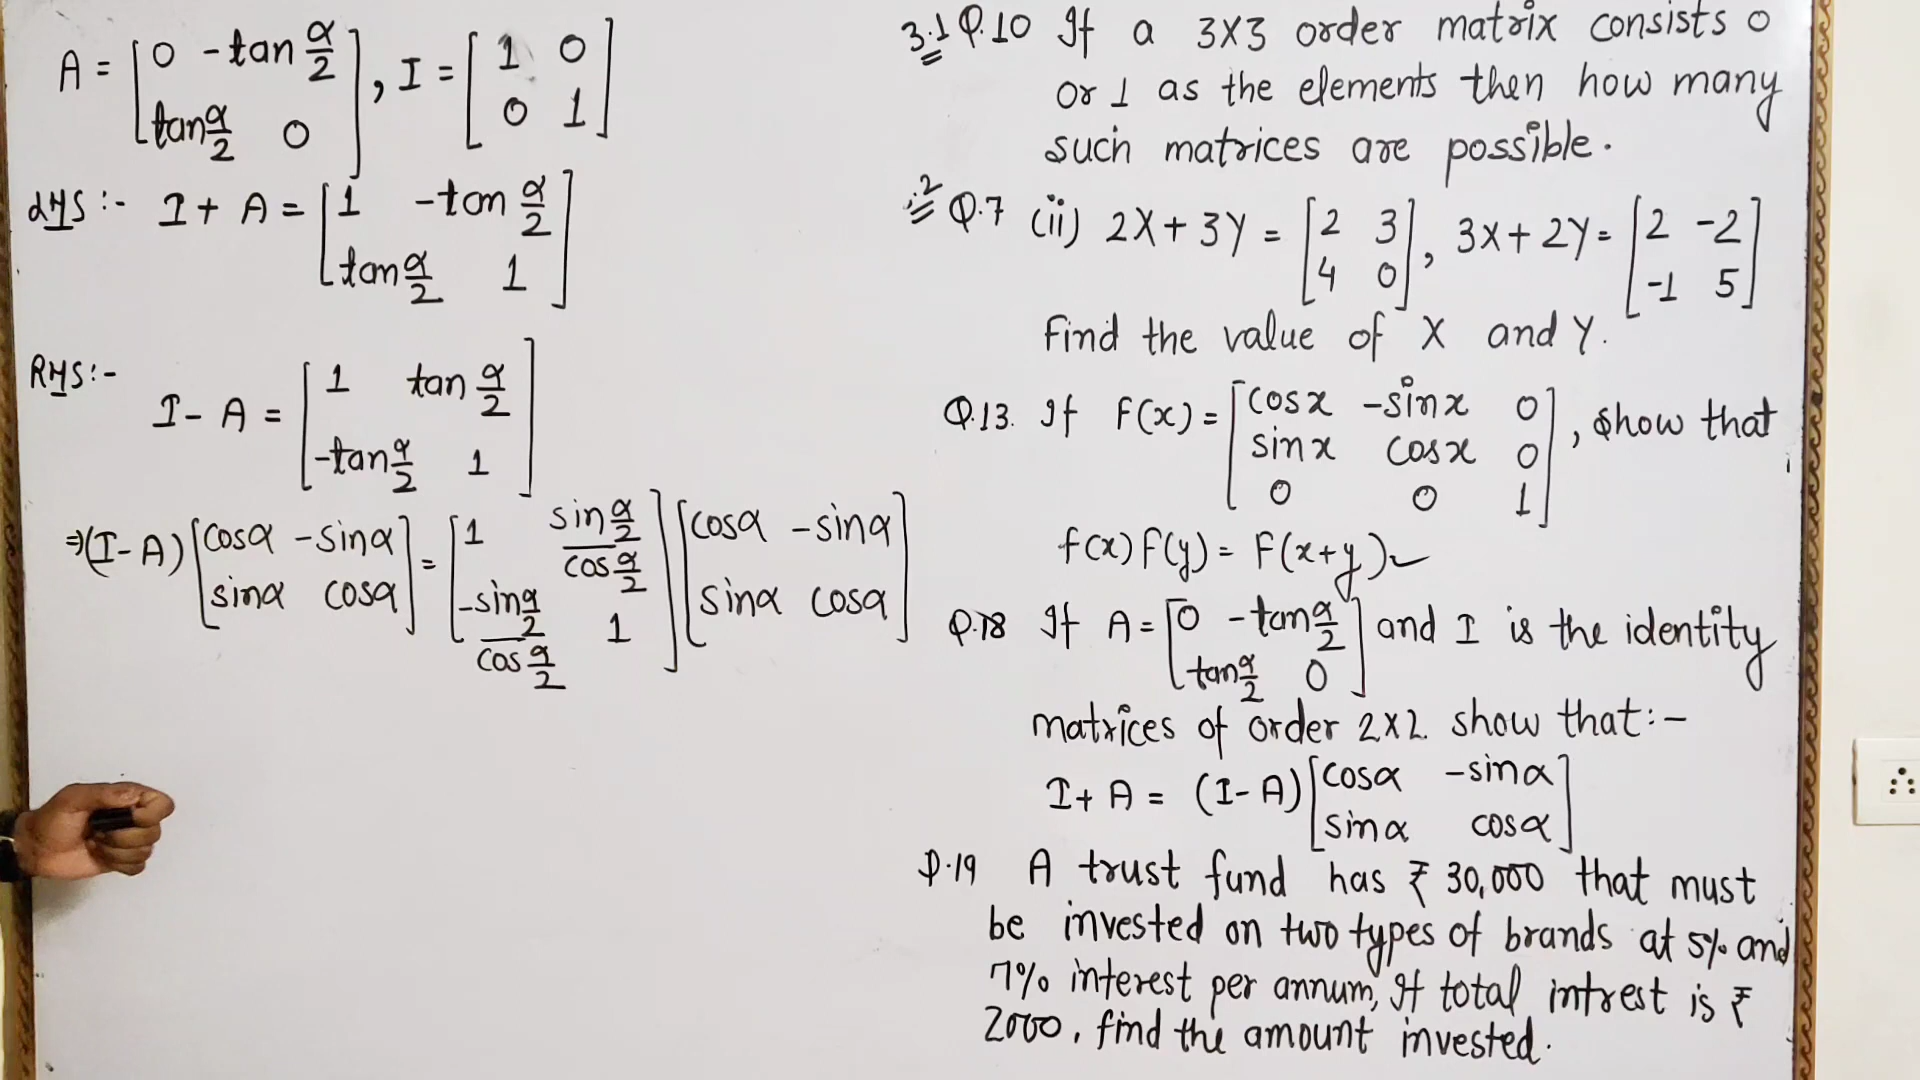 A = [0 -tan α/2
tan α/2 0], I = [1 0
0 1]
LHS :- I + A = [1 -tan α/2
tan α/2 1]
RHS :-
I - A = [1 tan α/2
-tan α/2 1]
⇒ (I-A) [cosα -sinα
sinα cosα] = [1 sin α/2 / cos α/2
-sin α/2 / cos α/2 1] [cosα -sinα
sinα cosα]
3.1 Q.10 If a 3×3 order matrix consists 0
or 1 as the elements then how many
such matrices are possible.
.2 Q.7 (ii) 2X + 3Y = [2 3
4 0], 3X + 2Y = [2 -2
-1 5]
Find the value of X and Y.
Q.13. If F(x) = [cosx -sinx 0
sinx cosx 0
0 0 1], show that
f(x) F(y) = F(x+y)
Q.18 If A = [0 -tan α/2
tan α/2 0] and I is the identity
matrices of order 2×2. show that :-
I + A = (I - A) [cosα -sinα
sinα cosα]
Q.19 A trust fund has ₹ 30,000 that must
be invested on two types of brands at 5% and
7% interest per annum, If total intrest is ₹
2000, find the amount invested.